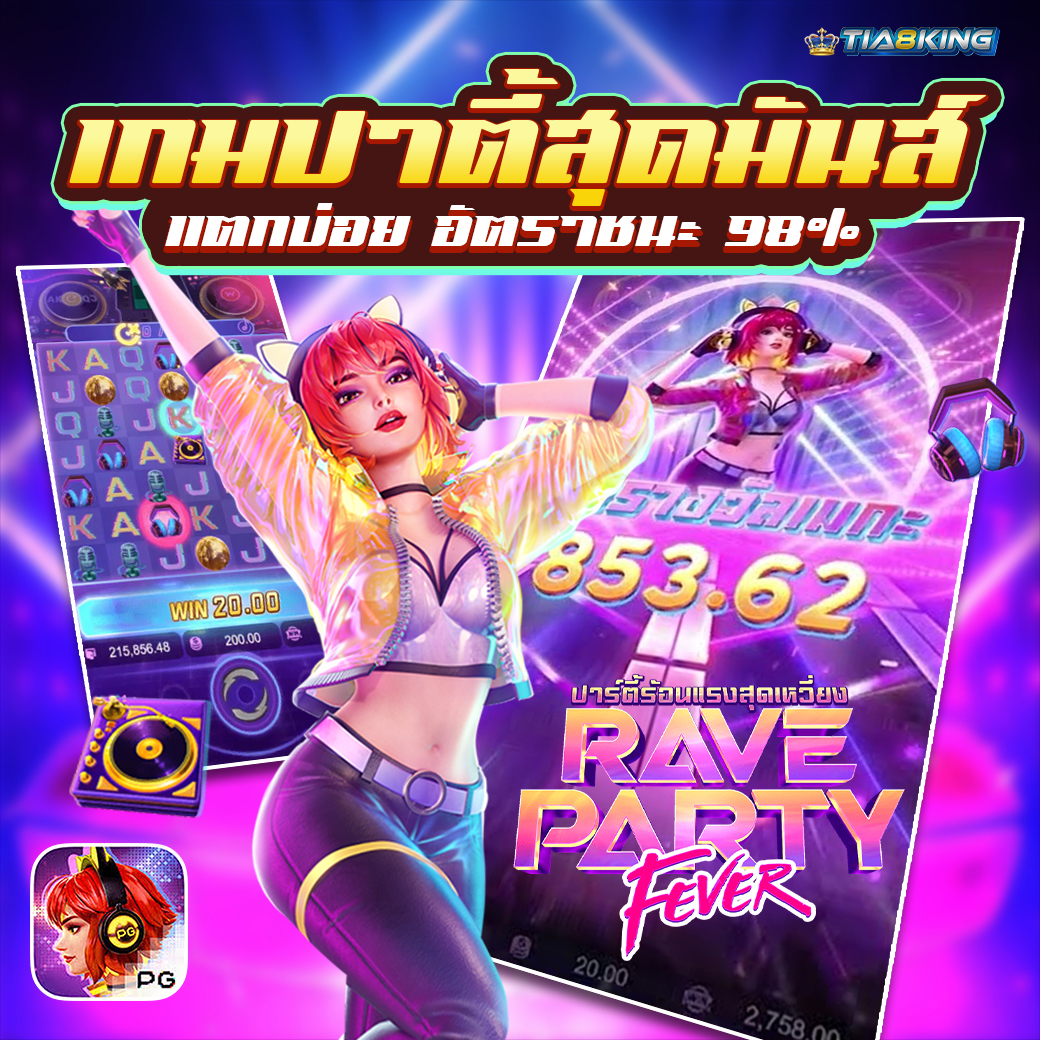 TIA8KING
เกมปาตี้สุดมันส์
แตกบ่อย อัตราชนะ 98%
K A Q
J
Q J K
J A
A J
K A K J
J J
WIN 20.00
215,856.48 200.00
853.62
ปาร์ตี้ร้อนแรงสุดเหวี่ยง
RAVE
PARTY
FEVER
20.00
2,758.00
PG
PG